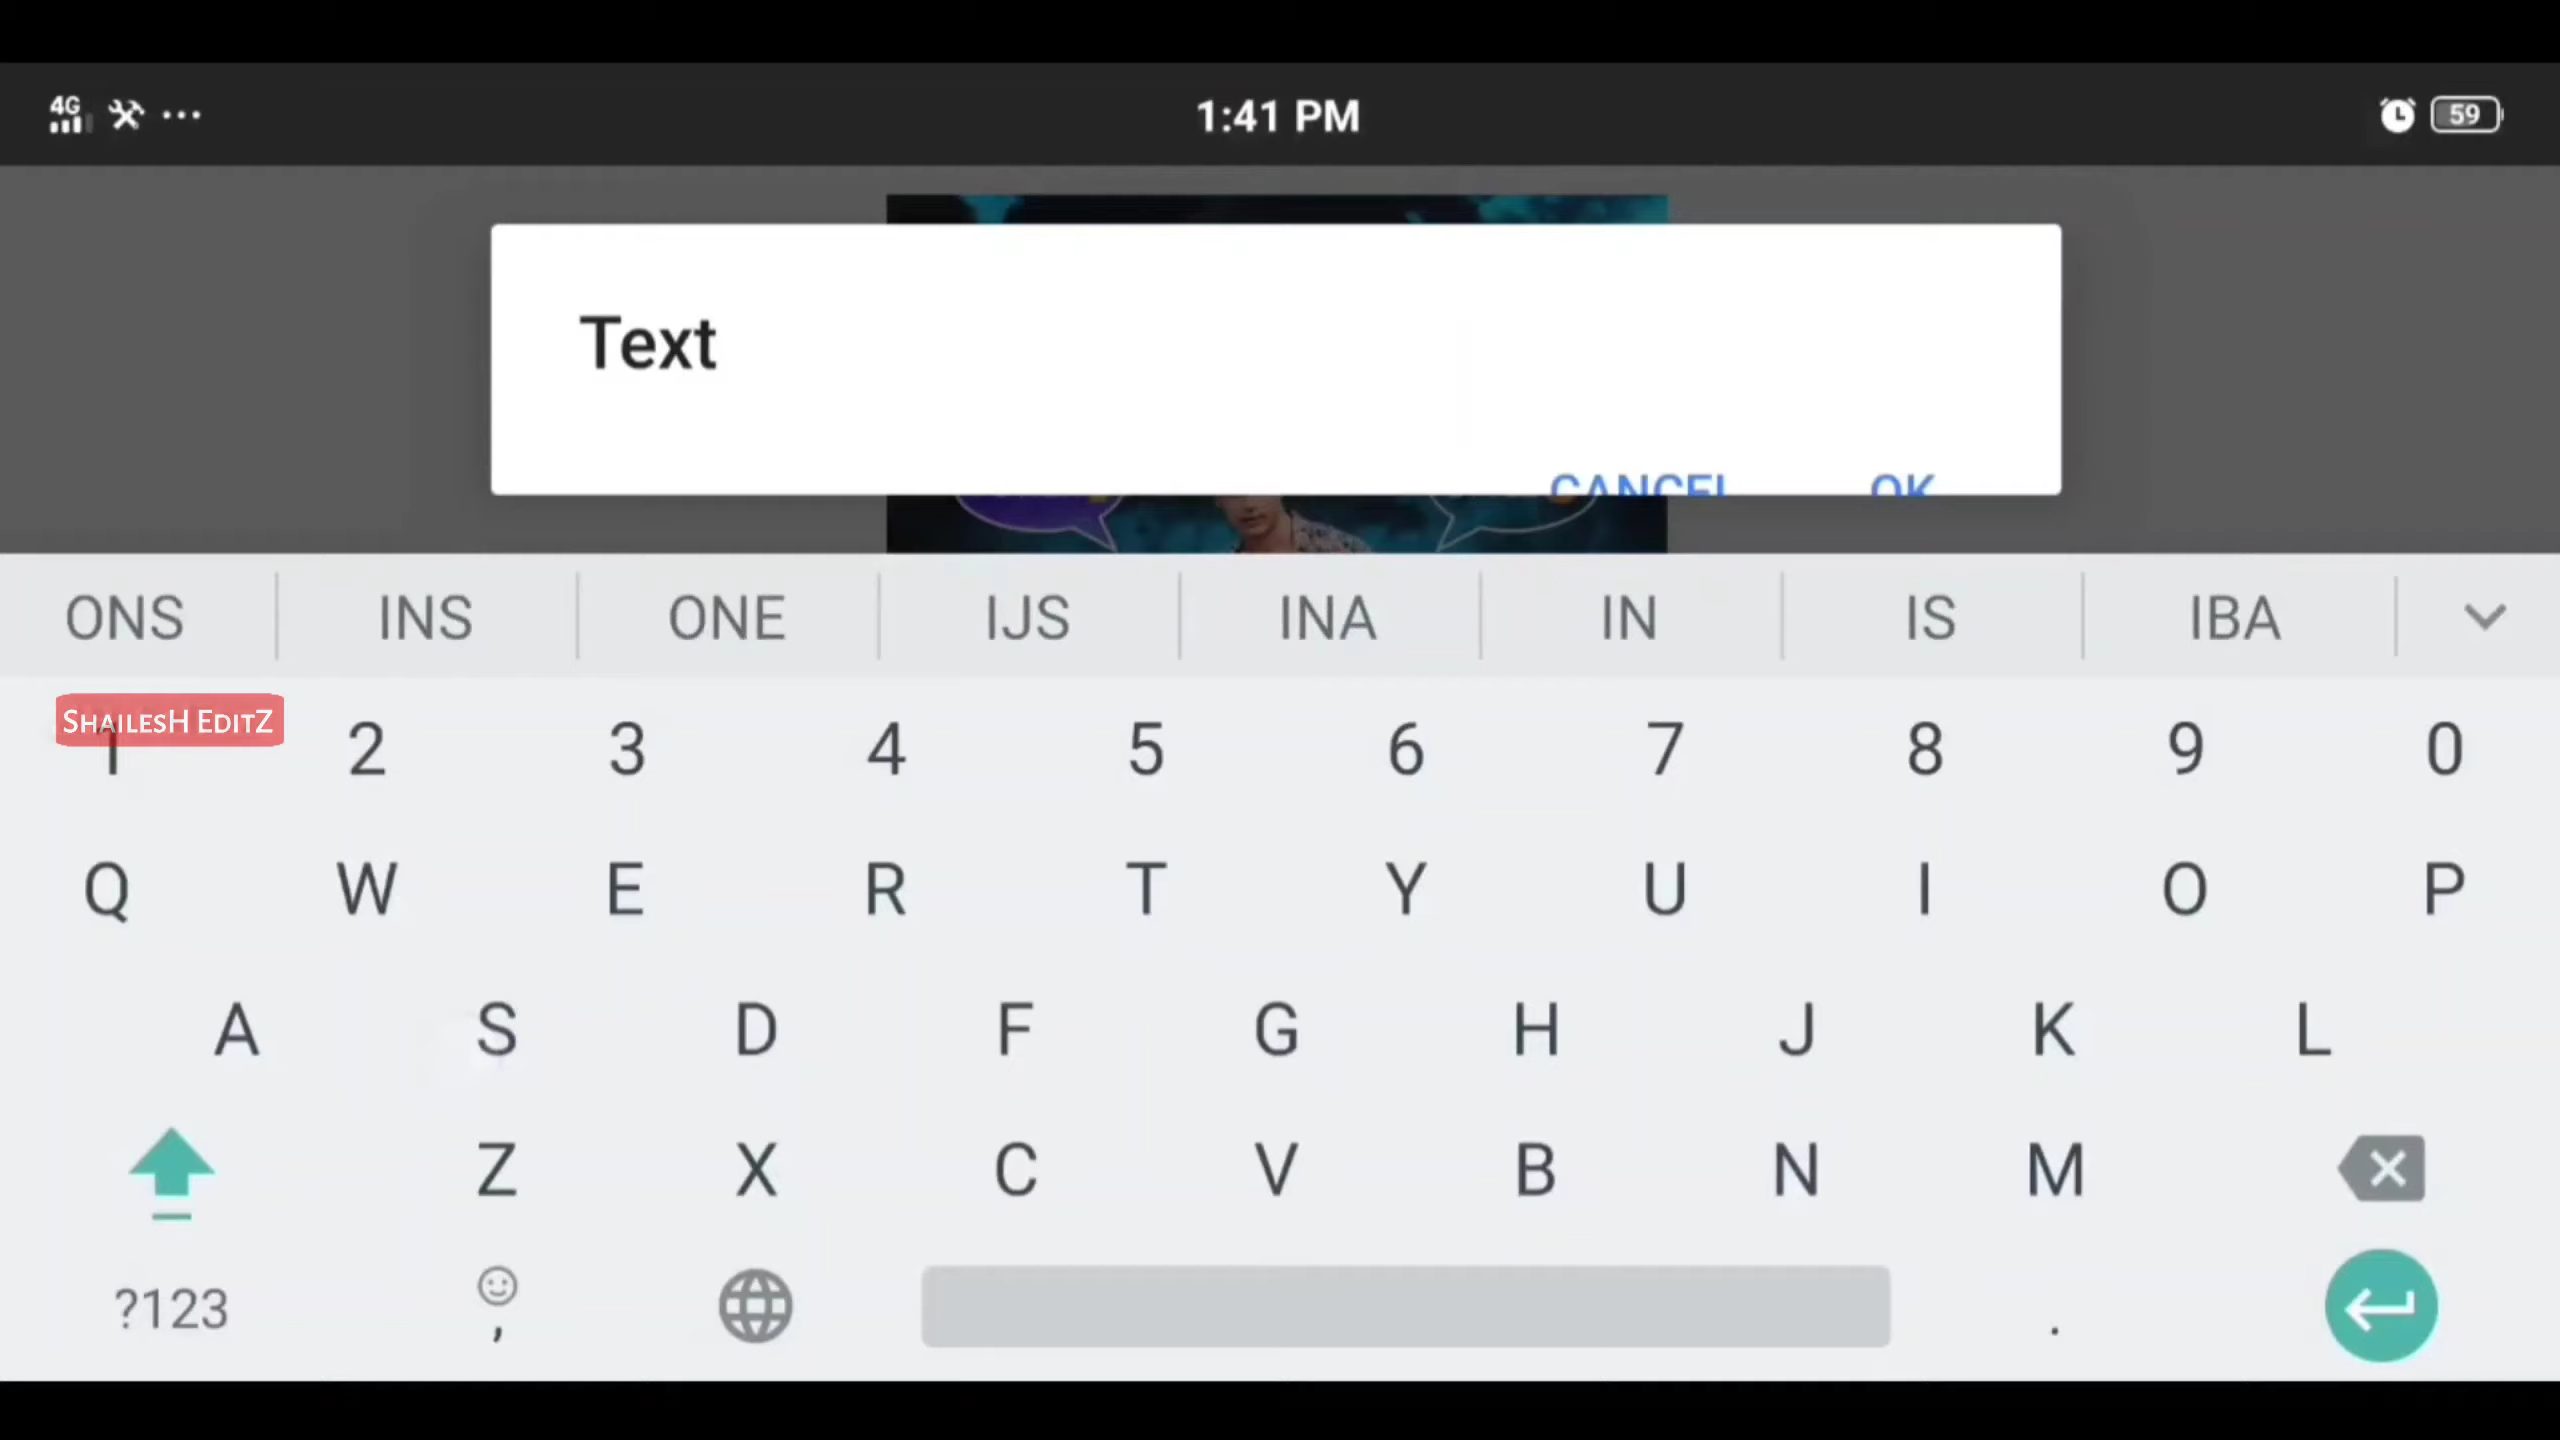 4G 1:41 PM 59
Text
CANCEL OK
ONS INS ONE IJS INA IN IS IBA
SHAILESH EDITZ
1 2 3 4 5 6 7 8 9 0
Q W E R T Y U I O P
A S D F G H J K L
Z X C V B N M
?123 , .